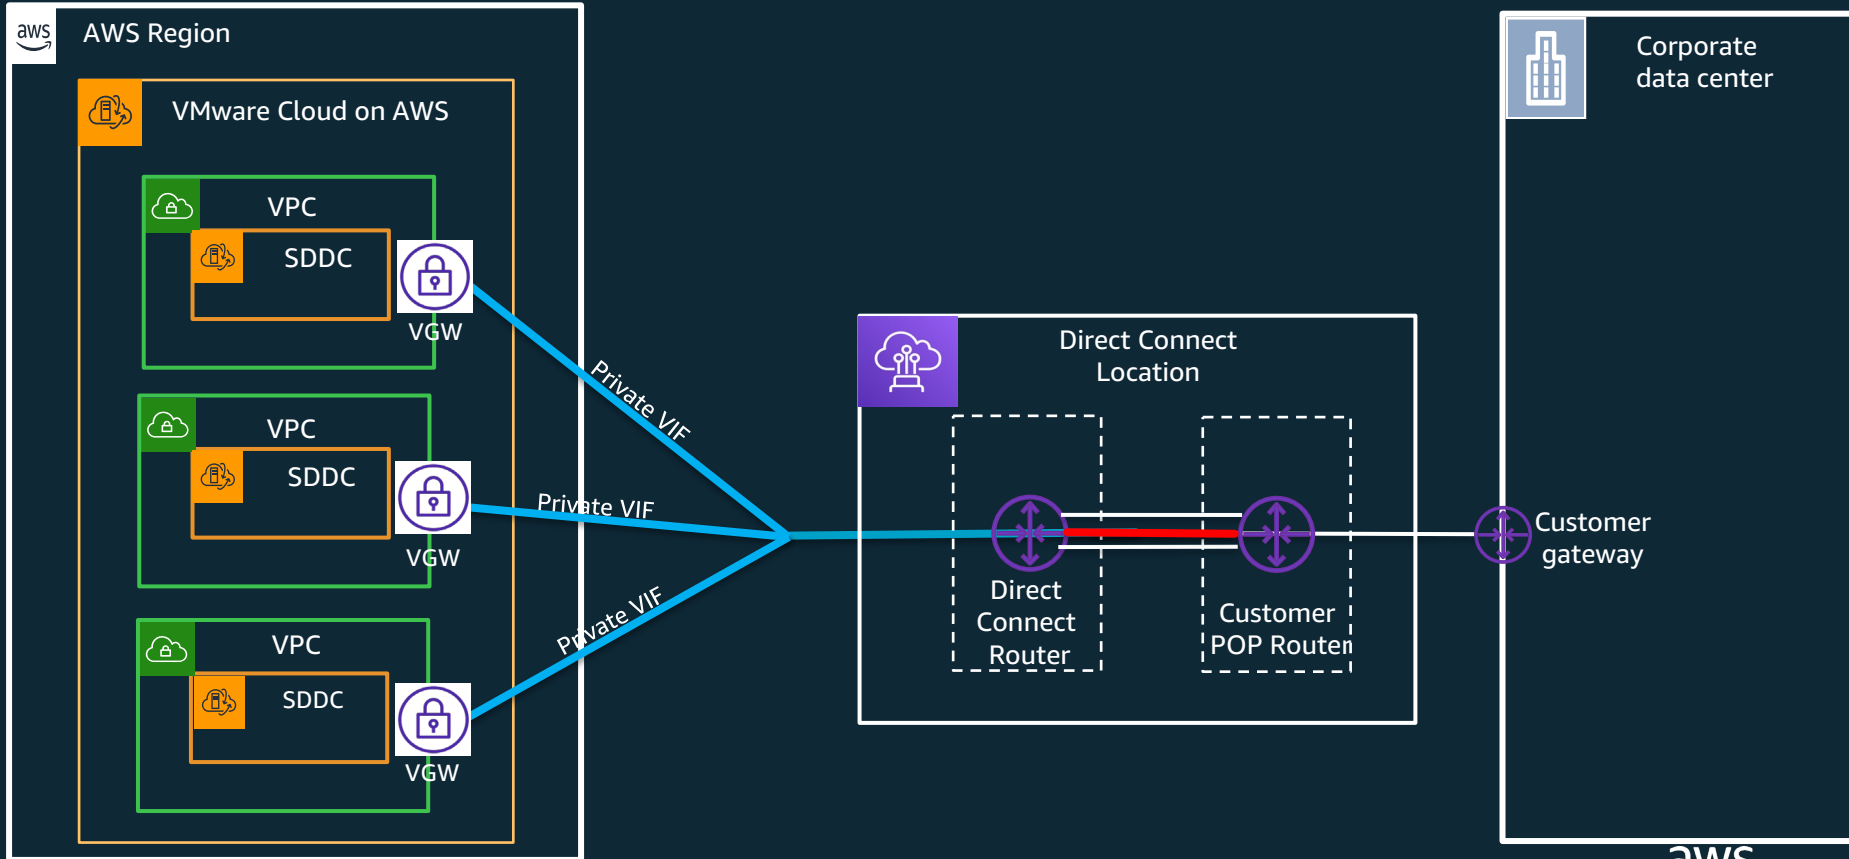 aws
AWS Region
VMware Cloud on AWS
VPC
SDDC
VGW
VPC
SDDC
VGW
VPC
SDDC
VGW
Private VIF
Private VIF
Private VIF
Direct Connect
Location
Direct
Connect
Router
Customer
POP Router
Customer
gateway
Corporate
data center
aws